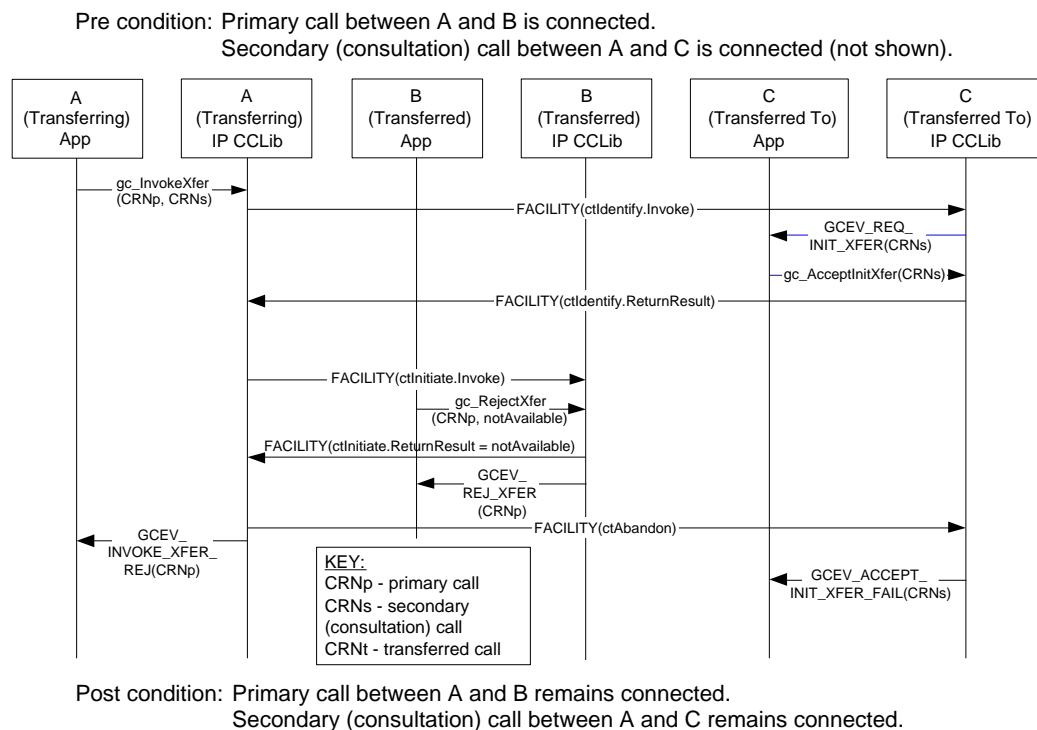 Pre condition: Primary call between A and B is connected.
Secondary (consultation) call between A and C is connected (not shown).
A
(Transferring)
App
A
(Transferring)
IP CCLib
B
(Transferred)
App
B
(Transferred)
IP CCLib
C
(Transferred To)
App
C
(Transferred To)
IP CCLib
gc_InvokeXfer
(CRNp, CRNs)
FACILITY(ctIdentify.Invoke)
GCEV_REQ_
INIT_XFER(CRNs)
gc_AcceptInitXfer(CRNs)
FACILITY(ctIdentify.ReturnResult)
FACILITY(ctInitiate.Invoke)
gc_RejectXfer
(CRNp, notAvailable)
FACILITY(ctInitiate.ReturnResult = notAvailable)
GCEV_
REJ_XFER
(CRNp)
FACILITY(ctAbandon)
GCEV_
INVOKE_XFER_
REJ(CRNp)
GCEV_ACCEPT_
INIT_XFER_FAIL(CRNs)
KEY:
CRNp - primary call
CRNs - secondary
(consultation) call
CRNt - transferred call
Post condition: Primary call between A and B remains connected.
Secondary (consultation) call between A and C remains connected.